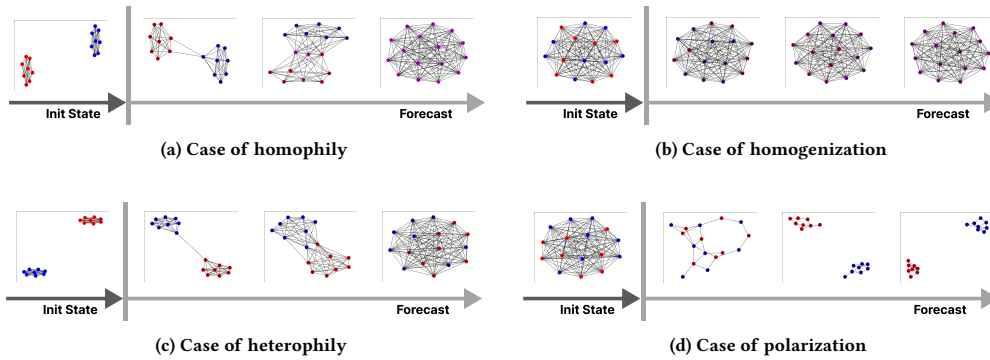 Init State
Forecast
Init State
Forecast
(a) Case of homophily
(b) Case of homogenization
Init State
Forecast
Init State
Forecast
(c) Case of heterophily
(d) Case of polarization